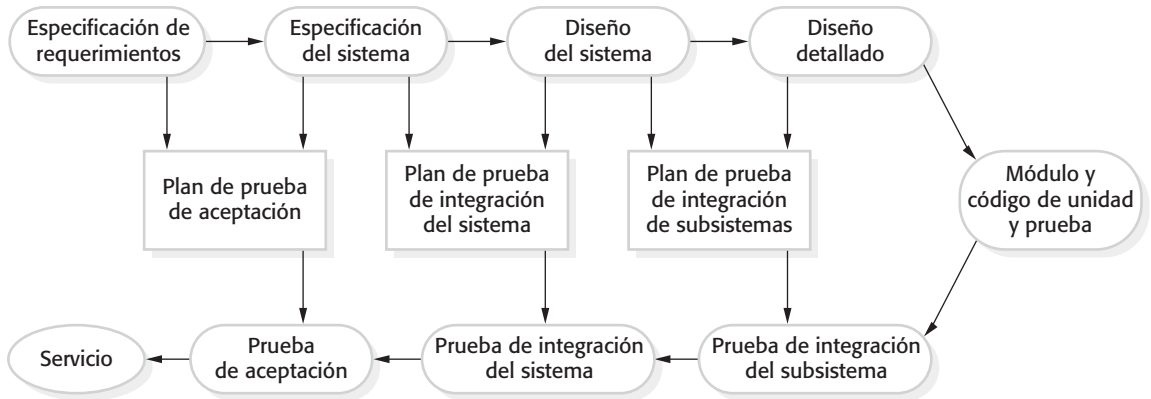 Especificación de
requerimientos
Especificación
del sistema
Diseño
del sistema
Diseño
detallado
Plan de prueba
de aceptación
Plan de prueba
de integración
del sistema
Plan de prueba
de integración
de subsistemas
Módulo y
código de unidad
y prueba
Servicio
Prueba
de aceptación
Prueba de integración
del sistema
Prueba de integración
del subsistema